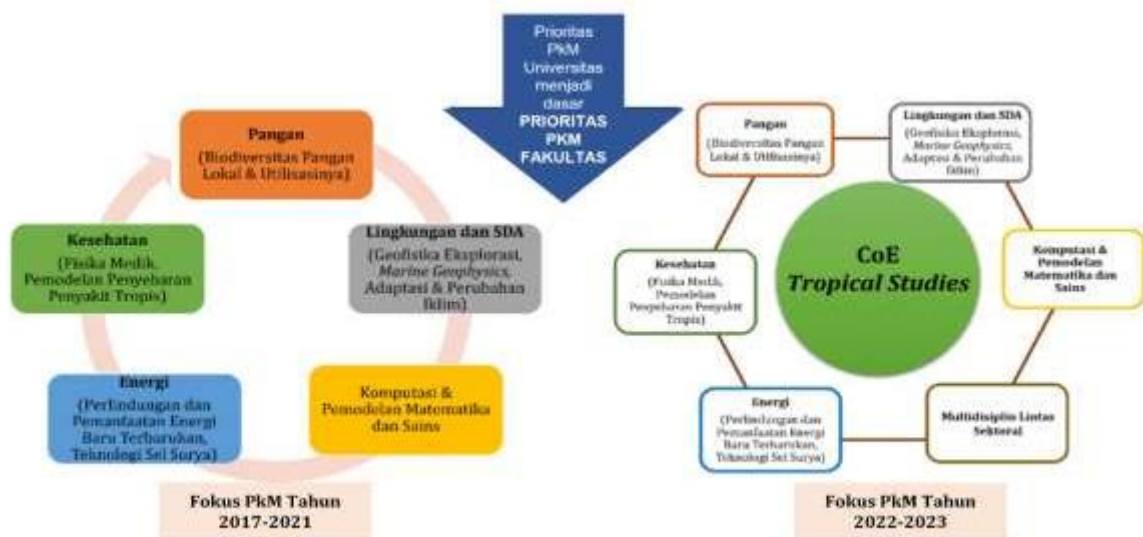 Prioritas
PkM
Universitas
menjadi
dasar
PRIORITAS
PKM
FAKULTAS
Pangan
(Biodiversitas Pangan
Lokal & Utilisasinya)
Lingkungan dan SDA
(Geofisika Eksplorasi,
Marine Geophysics,
Adaptasi & Perubahan
Iklim)
Komputasi &
Pemodelan Matematika
dan Sains
Energi
(Perlindungan dan
Pemanfaatan Energi
Baru Terbarukan,
Teknologi Sel Surya)
Kesehatan
(Fisika Medik,
Pemodelan Penyebaran
Penyakit Tropis)
Fokus PkM Tahun
2017-2021
Pangan
(Biodiversitas Pangan
Lokal & Utilisasinya)
Lingkungan dan SDA
(Geofisika Eksplorasi,
Marine Geophysics,
Adaptasi & Perubahan
Iklim)
Komputasi &
Pemodelan
Matematika dan
Sains
Multidisiplin Lintas
Sektoral
Energi
(Perlindungan dan
Pemanfaatan Energi
Baru Terbarukan,
Teknologi Sel Surya)
Kesehatan
(Fisika Medik,
Pemodelan
Penyebaran Penyakit
Tropis)
CoE
Tropical Studies
Fokus PkM Tahun
2022-2023